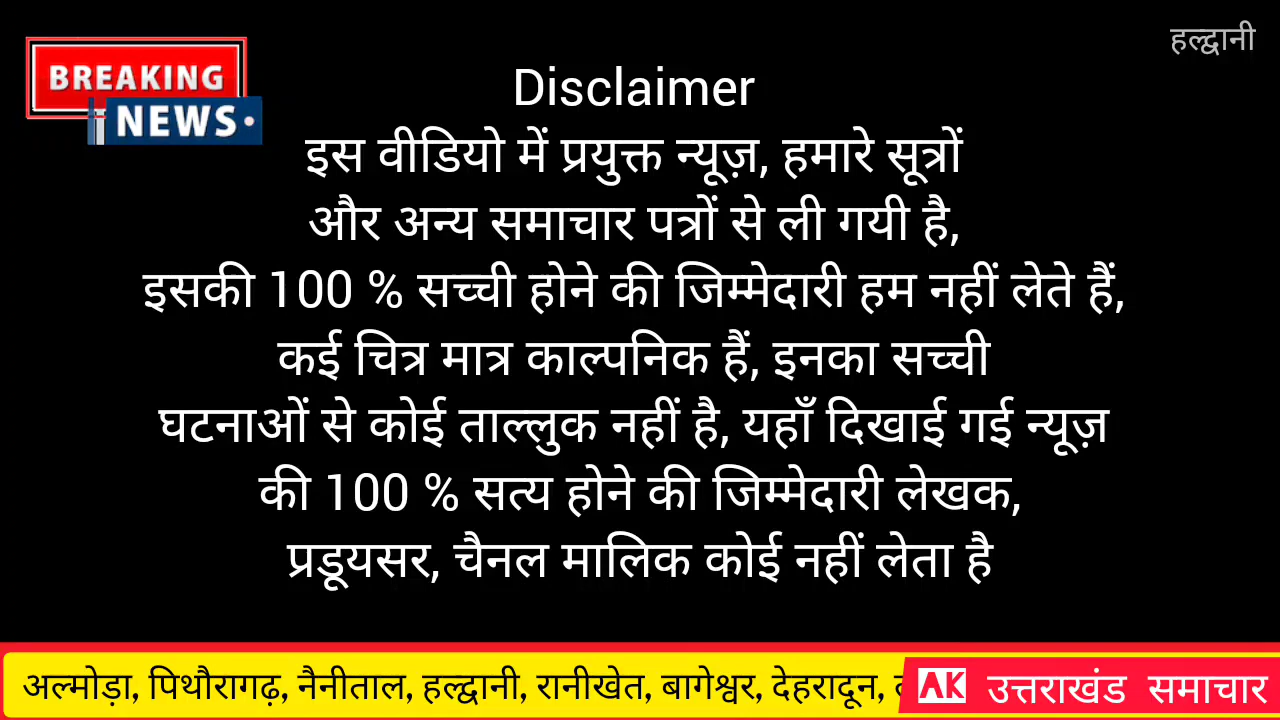 हल्द्वानी
BREAKING
NEWS
Disclaimer
इस वीडियो में प्रयुक्त न्यूज़, हमारे सूत्रों
और अन्य समाचार पत्रों से ली गयी है,
इसकी 100 % सच्ची होने की जिम्मेदारी हम नहीं लेते हैं,
कई चित्र मात्र काल्पनिक हैं, इनका सच्ची
घटनाओं से कोई ताल्लुक नहीं है, यहाँ दिखाई गई न्यूज़
की 100 % सत्य होने की जिम्मेदारी लेखक,
प्रडूयसर, चैनल मालिक कोई नहीं लेता है
अल्मोड़ा, पिथौरागढ़, नैनीताल, हल्द्वानी, रानीखेत, बागेश्वर, देहरादून,
AK उत्तराखंड समाचार